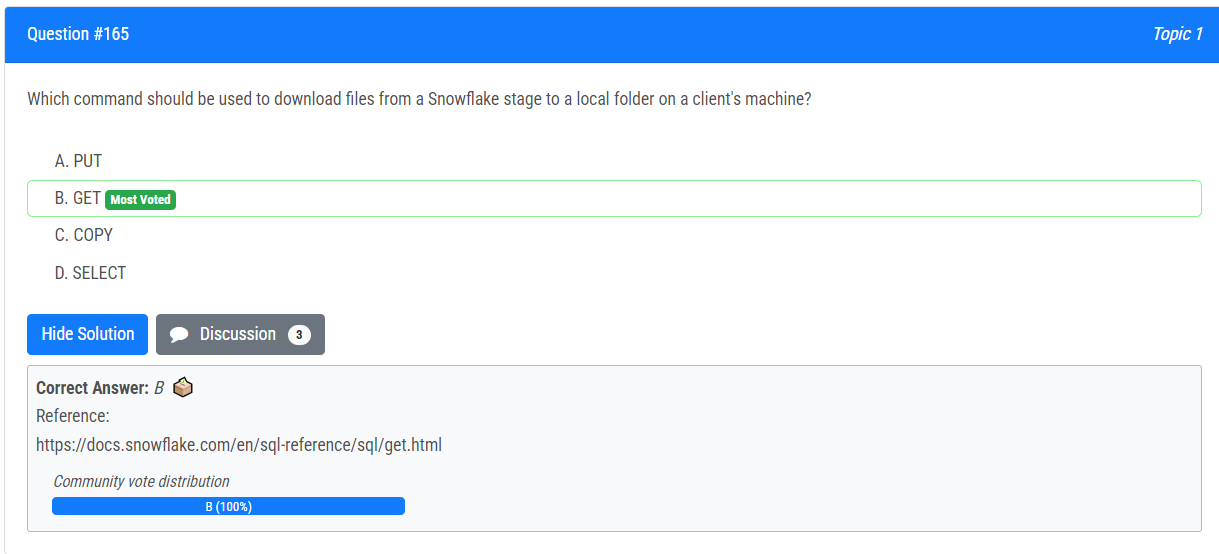 Question #165
Topic 1
Which command should be used to download files from a Snowflake stage to a local folder on a client's machine?
A. PUT
B. GET Most Voted
C. COPY
D. SELECT
Hide Solution
Discussion 3
Correct Answer: B
Reference:
https://docs.snowflake.com/en/sql-reference/sql/get.html
Community vote distribution
B (100%)